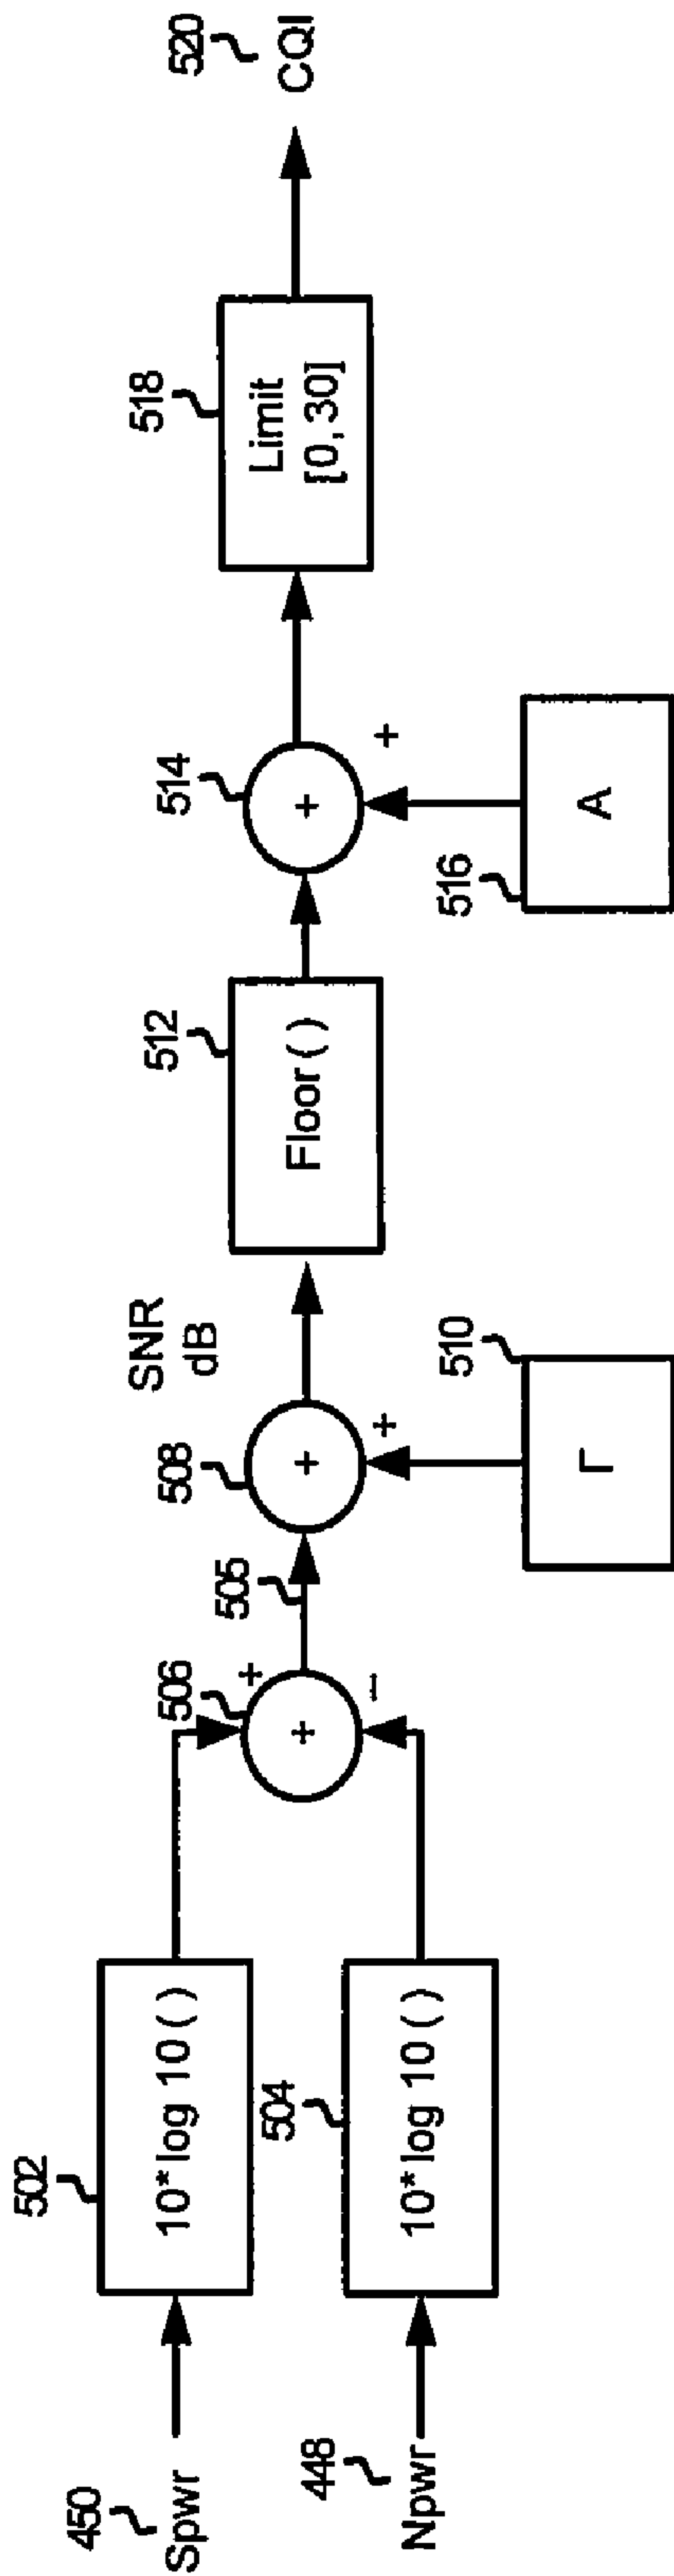 450
Spwr
502
10*log 10 ( )
448
Npwr
504
10*log 10 ( )
506
+
+
−
505
508
+
+
510
Γ
SNR
dB
512
Floor ( )
514
+
+
516
A
518
Limit
[0, 30]
520
CQI